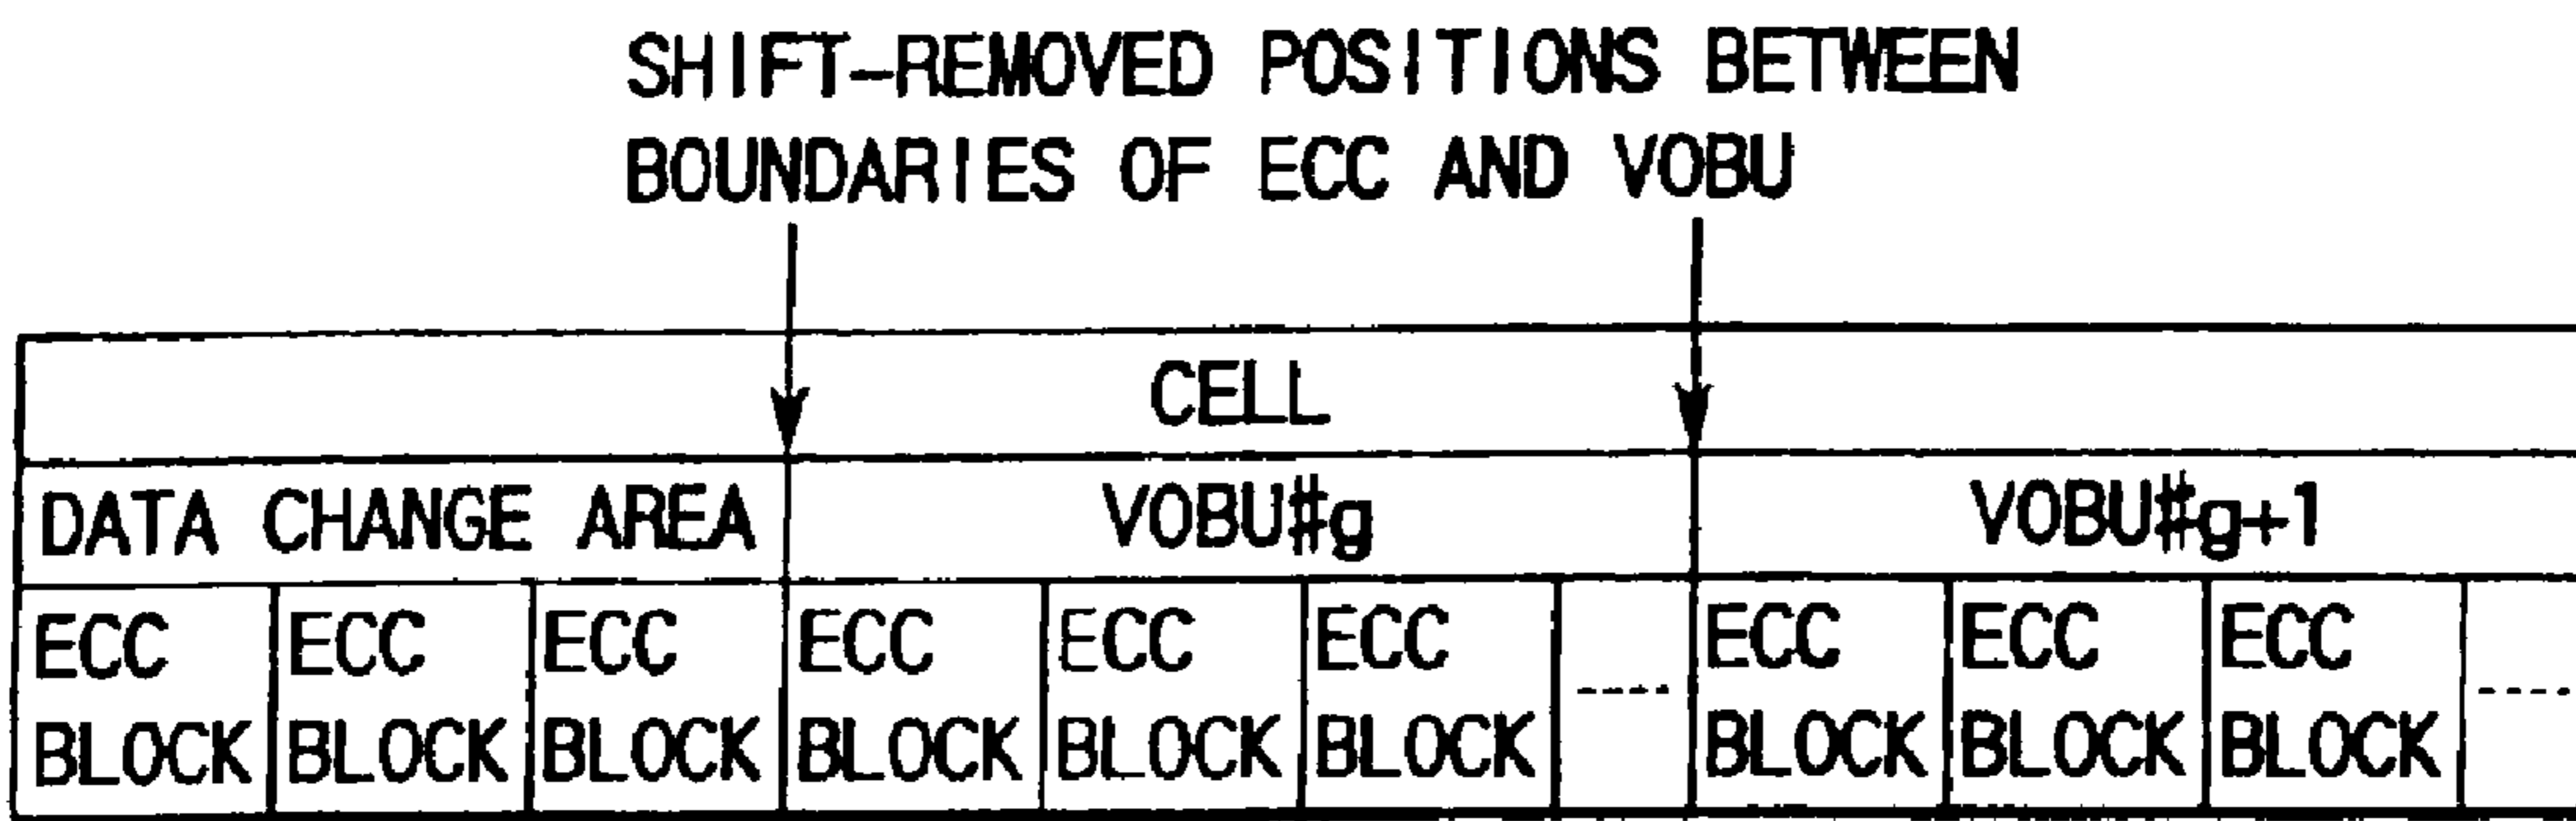 SHIFT-REMOVED POSITIONS BETWEEN
BOUNDARIES OF ECC AND VOBU
CELL
DATA CHANGE AREA VOBU#g VOBU#g+1
ECC ECC ECC ECC ECC ECC ECC ECC ECC
BLOCK BLOCK BLOCK BLOCK BLOCK BLOCK ---- BLOCK BLOCK BLOCK ----